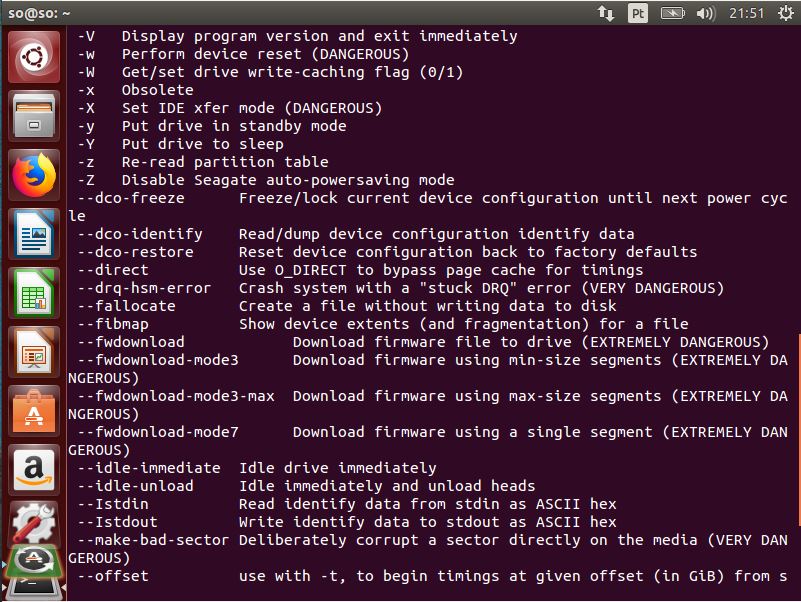 so@so: ~
Pt
21:51
-V   Display program version and exit immediately
-w   Perform device reset (DANGEROUS)
-W   Get/set drive write-caching flag (0/1)
-x   Obsolete
-X   Set IDE xfer mode (DANGEROUS)
-y   Put drive in standby mode
-Y   Put drive to sleep
-z   Re-read partition table
-Z   Disable Seagate auto-powersaving mode
--dco-freeze      Freeze/lock current device configuration until next power cyc
le
--dco-identify    Read/dump device configuration identify data
--dco-restore     Reset device configuration back to factory defaults
--direct          Use O_DIRECT to bypass page cache for timings
--drq-hsm-error   Crash system with a "stuck DRQ" error (VERY DANGEROUS)
--fallocate       Create a file without writing data to disk
--fibmap          Show device extents (and fragmentation) for a file
--fwdownload            Download firmware file to drive (EXTREMELY DANGEROUS)
--fwdownload-mode3      Download firmware using min-size segments (EXTREMELY DA
NGEROUS)
--fwdownload-mode3-max  Download firmware using max-size segments (EXTREMELY DA
NGEROUS)
--fwdownload-mode7      Download firmware using a single segment (EXTREMELY DAN
GEROUS)
--idle-immediate  Idle drive immediately
--idle-unload     Idle immediately and unload heads
--Istdin          Read identify data from stdin as ASCII hex
--Istdout         Write identify data to stdout as ASCII hex
--make-bad-sector Deliberately corrupt a sector directly on the media (VERY DAN
GEROUS)
--offset          use with -t, to begin timings at given offset (in GiB) from s